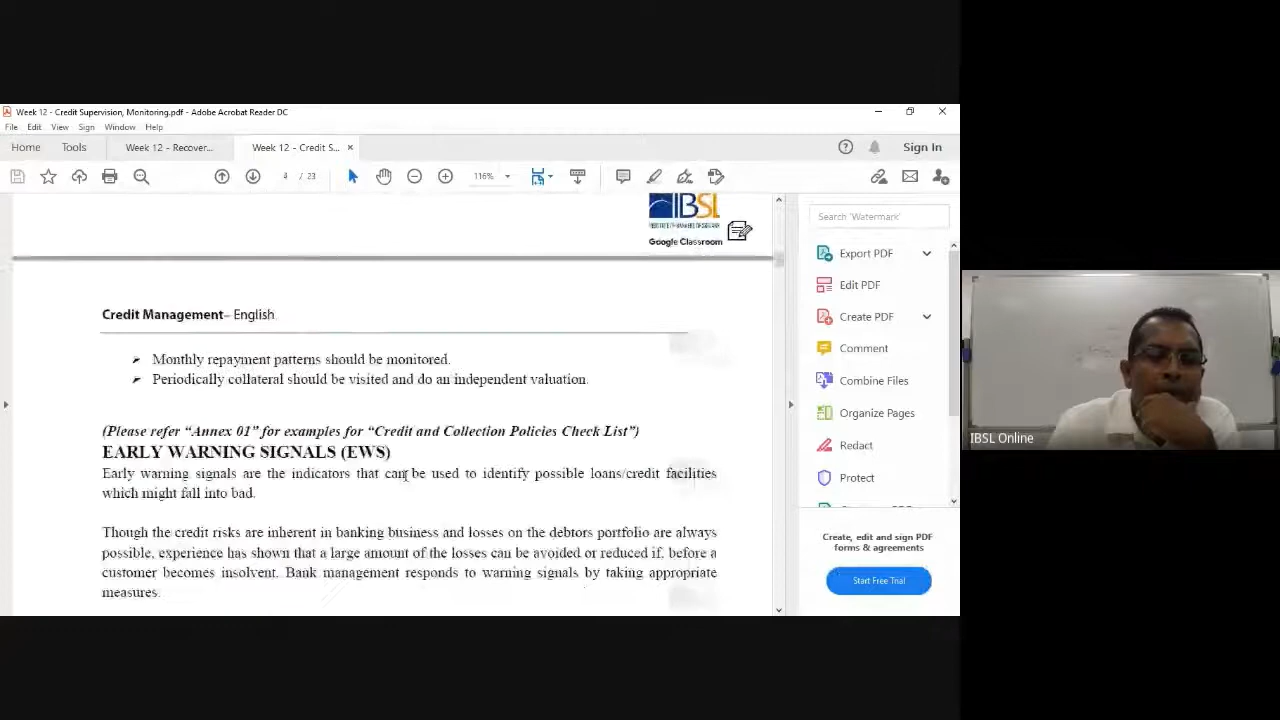 Week 12 - Credit Supervision, Monitoring.pdf - Adobe Acrobat Reader DC
File Edit View Sign Window Help
Home Tools Week 12 - Recover... Week 12 - Credit S... × Sign In
4 / 23 116%
IBSL
Google Classroom
Search 'Watermark'
Export PDF
Edit PDF
Create PDF
Comment
Combine Files
Organize Pages
Redact
Protect
Create, edit and sign PDF
forms & agreements
Start Free Trial
Credit Management– English
Monthly repayment patterns should be monitored.
Periodically collateral should be visited and do an independent valuation.
(Please refer “Annex 01” for examples for “Credit and Collection Policies Check List”)
EARLY WARNING SIGNALS (EWS)
Early warning signals are the indicators that can be used to identify possible loans/credit facilities
which might fall into bad.
Though the credit risks are inherent in banking business and losses on the debtors portfolio are always
possible, experience has shown that a large amount of the losses can be avoided or reduced if, before a
customer becomes insolvent. Bank management responds to warning signals by taking appropriate
measures.
IBSL Online